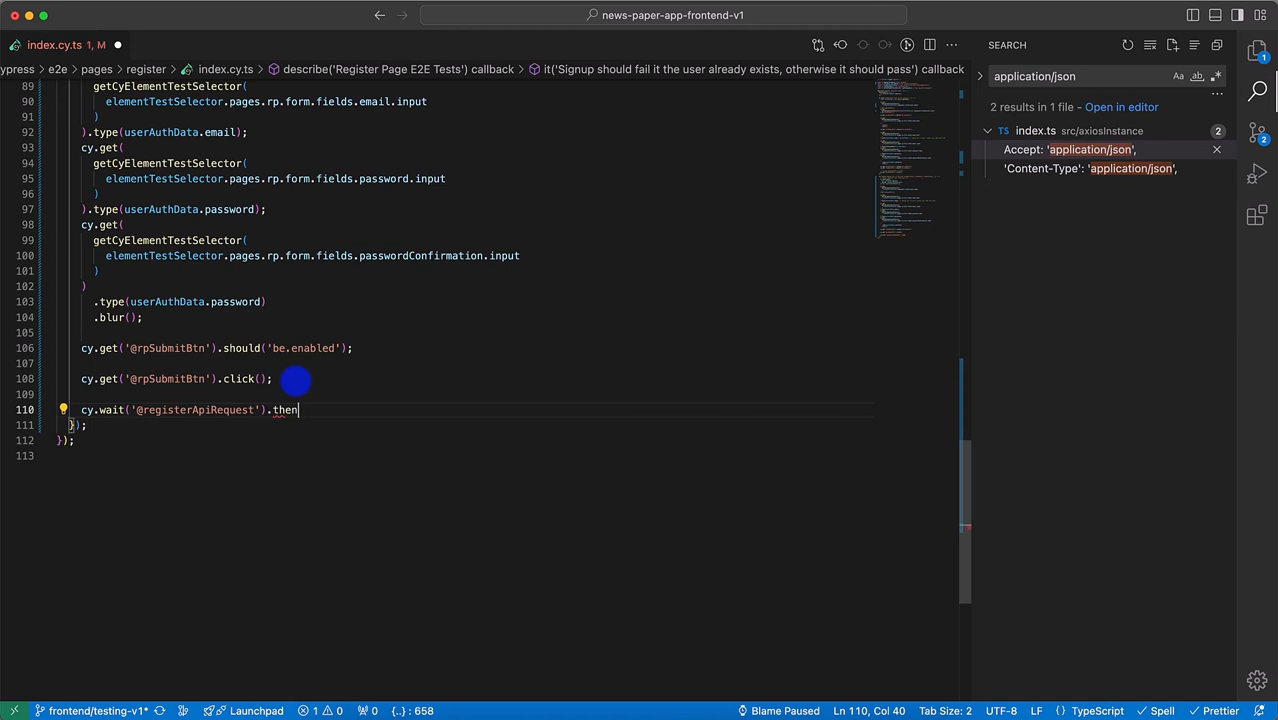 news-paper-app-frontend-v1
index.cy.ts 1, M
SEARCH
ypress > e2e > pages > register > index.cy.ts > describe('Register Page E2E Tests') callback > it('Signup should fail it the user already exists, otherwise it should pass') callback
application/json
Aa ab .*
2 results in 1 file - Open in editor
TS index.ts src/axiosInstance 2
Accept: 'application/json',
'Content-Type': 'application/json',
89 getCyElementTestSelector(
90 elementTestSelector.pages.rp.form.fields.email.input
91 )
92 ).type(userAuthData.email);
93 cy.get(
94 getCyElementTestSelector(
95 elementTestSelector.pages.rp.form.fields.password.input
96 )
97 ).type(userAuthData.password);
98 cy.get(
99 getCyElementTestSelector(
100 elementTestSelector.pages.rp.form.fields.passwordConfirmation.input
101 )
102 )
103 .type(userAuthData.password)
104 .blur();
105
106 cy.get('@rpSubmitBtn').should('be.enabled');
107
108 cy.get('@rpSubmitBtn').click();
109
110 cy.wait('@registerApiRequest').then
111 });
112 });
113
1
2
frontend/testing-v1* Launchpad 1 0 0 {..} : 658 Blame Paused Ln 110, Col 40 Tab Size: 2 UTF-8 LF { } TypeScript Spell Prettier